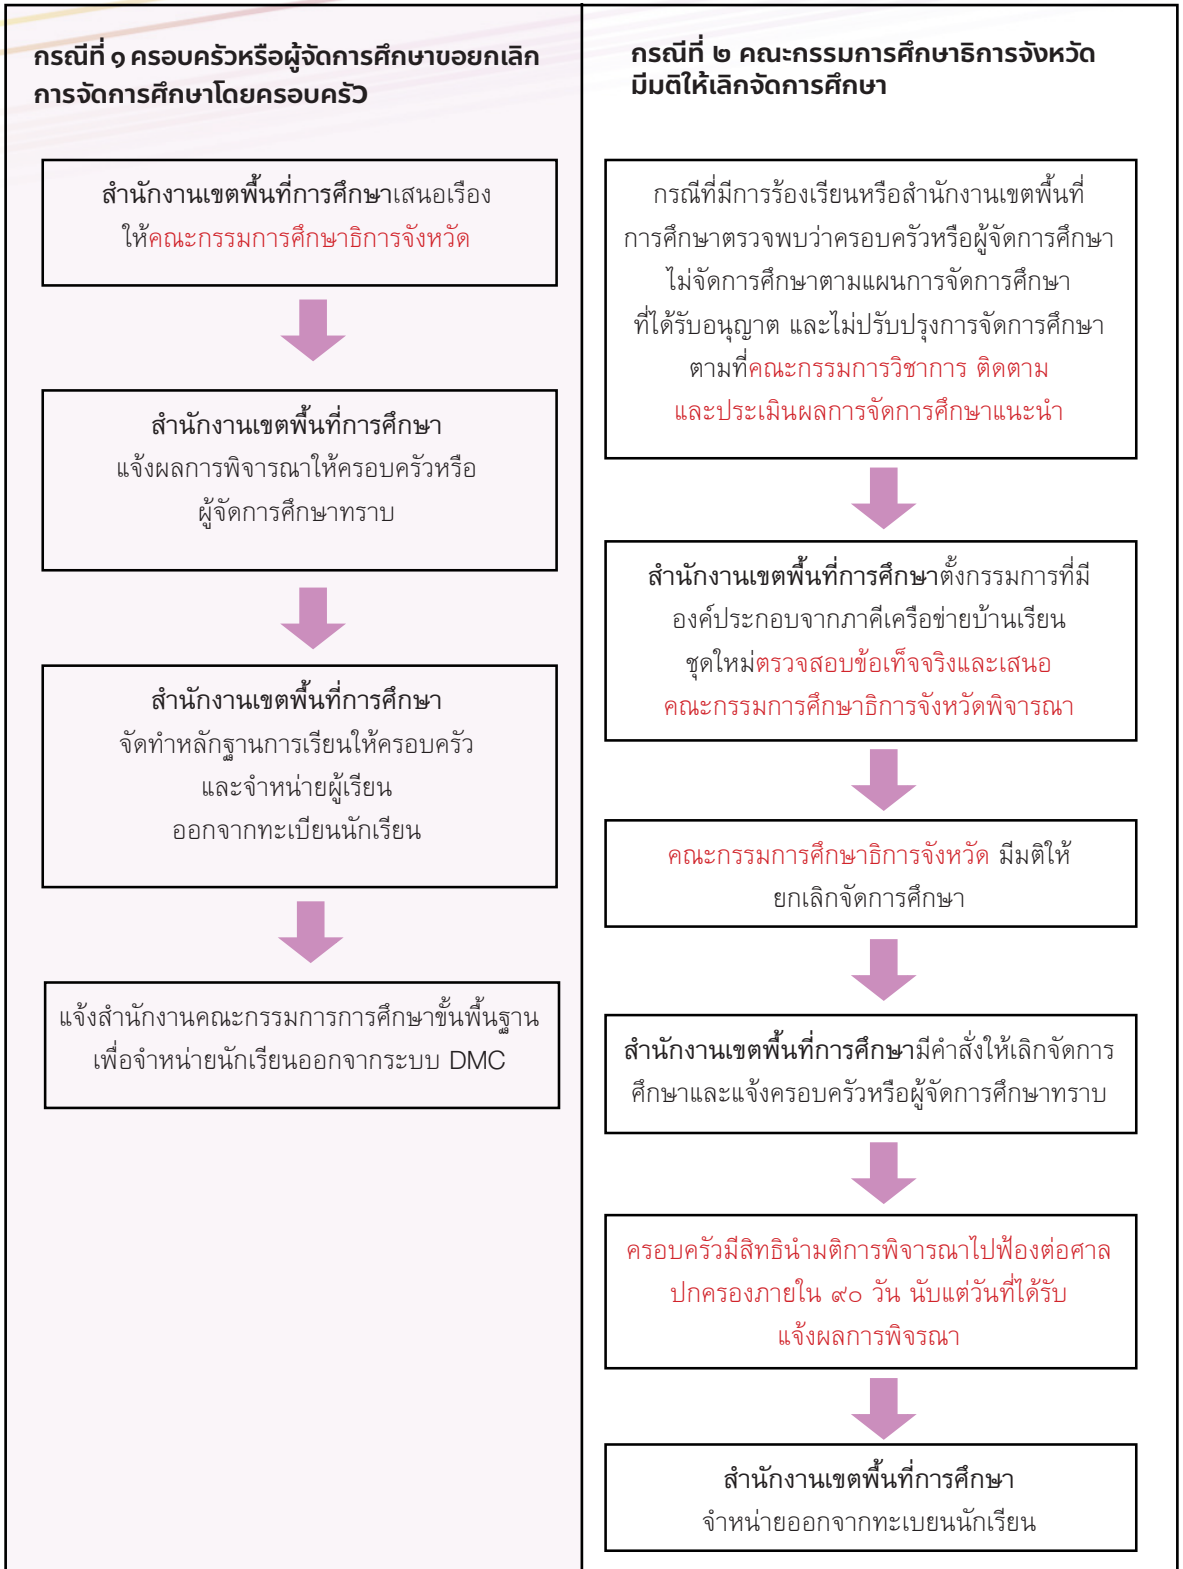 กรณีที่ ๑ ครอบครัวหรือผู้จัดการศึกษาขอยกเลิก
การจัดการศึกษาโดยครอบครัว
สำนักงานเขตพื้นที่การศึกษาเสนอเรื่อง
ให้คณะกรรมการศึกษาธิการจังหวัด
สำนักงานเขตพื้นที่การศึกษา
แจ้งผลการพิจารณาให้ครอบครัวหรือ
ผู้จัดการศึกษาทราบ
สำนักงานเขตพื้นที่การศึกษา
จัดทำหลักฐานการเรียนให้ครอบครัว
และจำหน่ายผู้เรียน
ออกจากทะเบียนนักเรียน
แจ้งสำนักงานคณะกรรมการการศึกษาขั้นพื้นฐาน
เพื่อจำหน่ายนักเรียนออกจากระบบ DMC
กรณีที่ ๒ คณะกรรมการศึกษาธิการจังหวัด
มีมติให้เลิกจัดการศึกษา
กรณีที่มีการร้องเรียนหรือสำนักงานเขตพื้นที่
การศึกษาตรวจพบว่าครอบครัวหรือผู้จัดการศึกษา
ไม่จัดการศึกษาตามแผนการจัดการศึกษา
ที่ได้รับอนุญาต และไม่ปรับปรุงการจัดการศึกษา
ตามที่คณะกรรมการวิชาการ ติดตาม
และประเมินผลการจัดการศึกษาแนะนำ
สำนักงานเขตพื้นที่การศึกษาตั้งกรรมการที่มี
องค์ประกอบจากภาคีเครือข่ายบ้านเรียน
ชุดใหม่ตรวจสอบข้อเท็จจริงและเสนอ
คณะกรรมการศึกษาธิการจังหวัดพิจารณา
คณะกรรมการศึกษาธิการจังหวัด มีมติให้
ยกเลิกจัดการศึกษา
สำนักงานเขตพื้นที่การศึกษามีคำสั่งให้เลิกจัดการ
ศึกษาและแจ้งครอบครัวหรือผู้จัดการศึกษาทราบ
ครอบครัวมีสิทธินำมติการพิจารณาไปฟ้องต่อศาล
ปกครองภายใน ๙๐ วัน นับแต่วันที่ได้รับ
แจ้งผลการพิจรณา
สำนักงานเขตพื้นที่การศึกษา
จำหน่ายออกจากทะเบยนนักเรียน